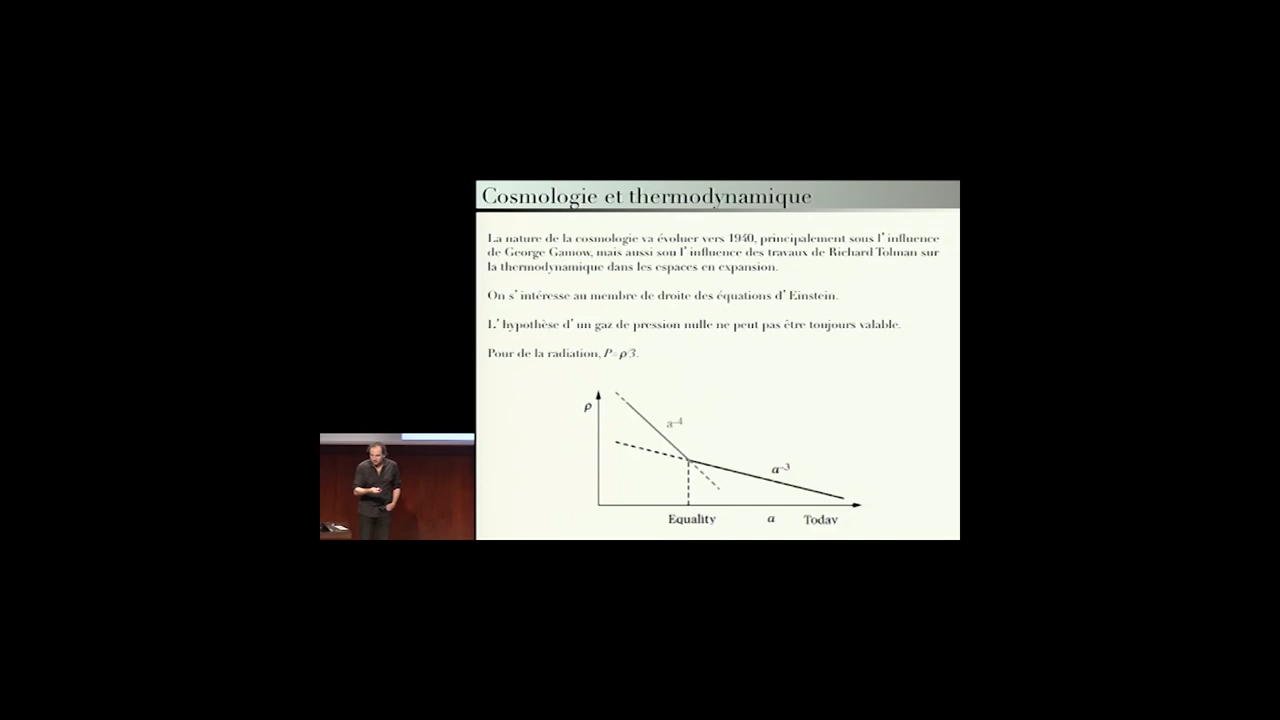 Cosmologie et thermodynamique
La nature de la cosmologie va évoluer vers 1940, principalement sous l'influence
de George Gamow, mais aussi sou l'influence des travaux de Richard Tolman sur
la thermodynamique dans les espaces en expansion.
On s'intéresse au membre de droite des équations d'Einstein.
L'hypothèse d'un gaz de pression nulle ne peut pas être toujours valable.
Pour de la radiation, P=ρ/3.
ρ
a⁻⁴
a⁻³
Equality a Today